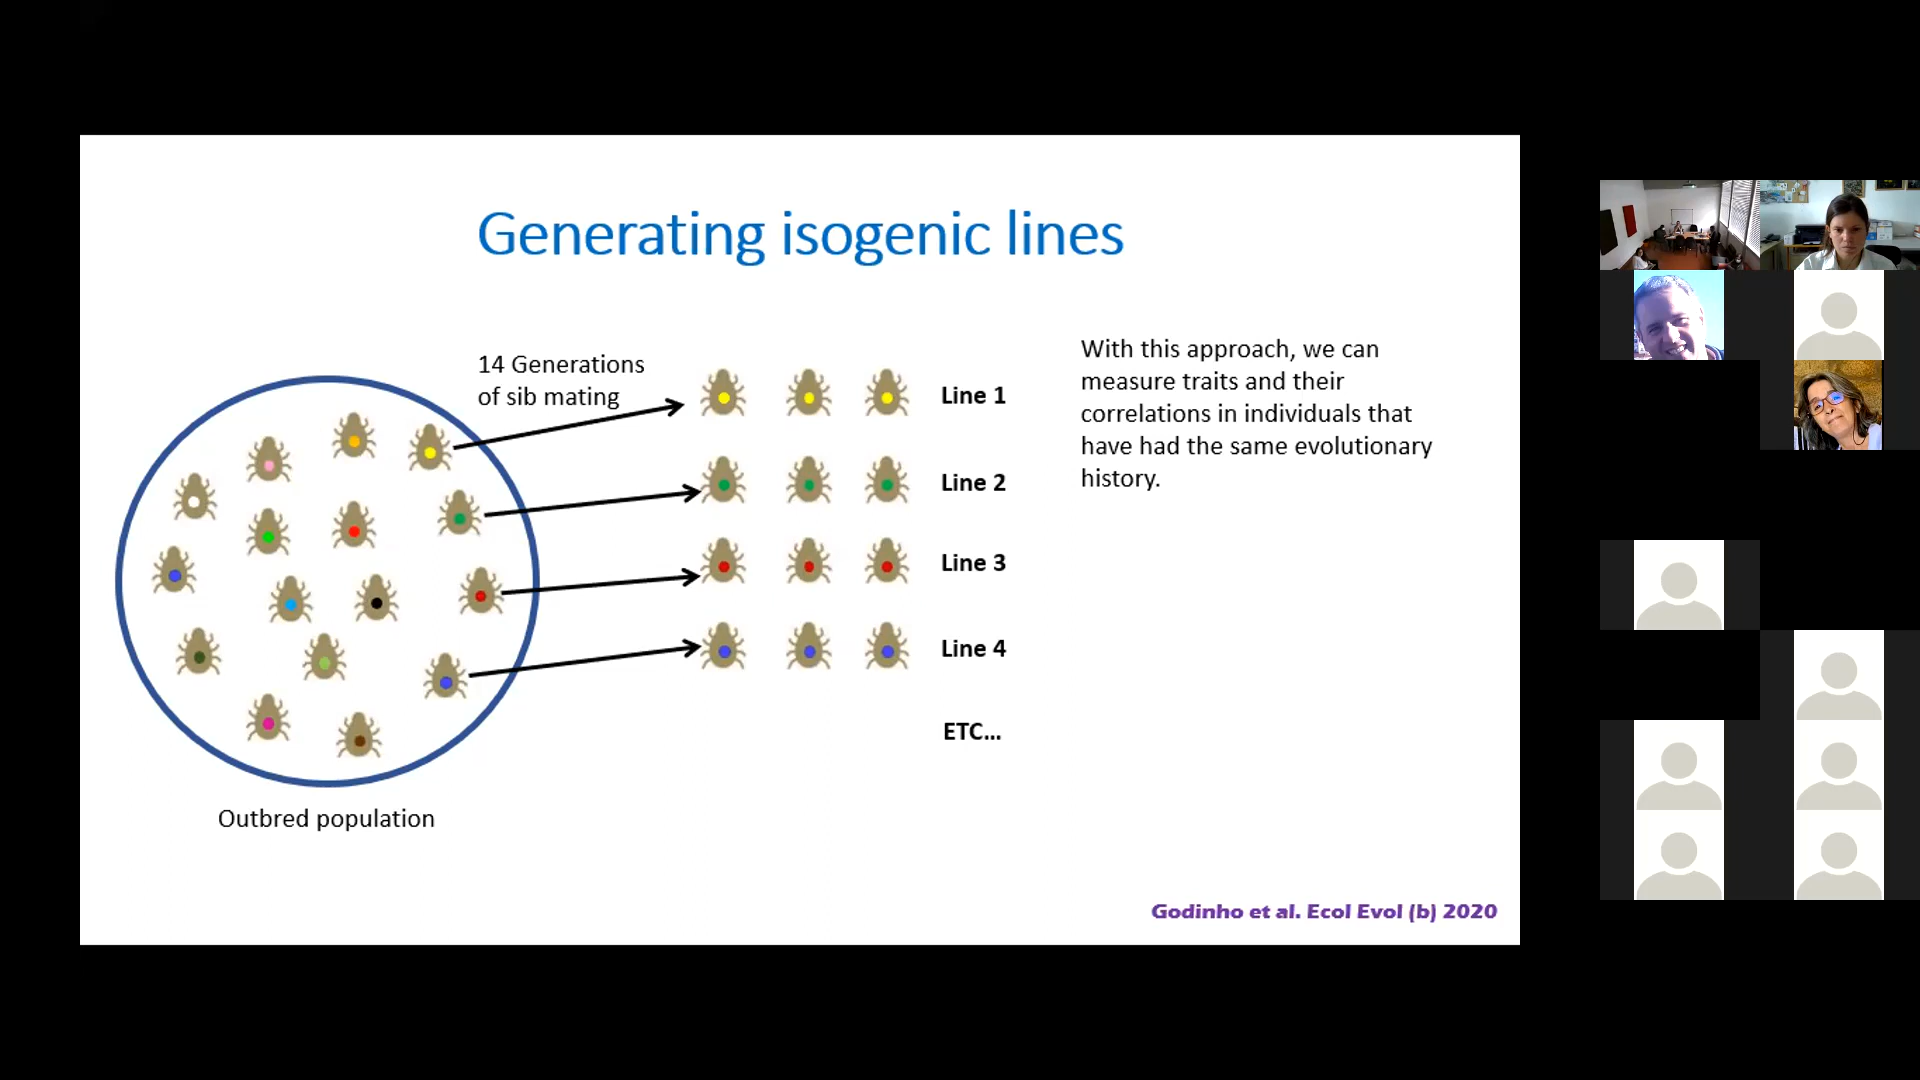 Generating isogenic lines
14 Generations
of sib mating
Line 1
Line 2
Line 3
Line 4
ETC...
Outbred population
With this approach, we can
measure traits and their
correlations in individuals that
have had the same evolutionary
history.
Godinho et al. Ecol Evol (b) 2020